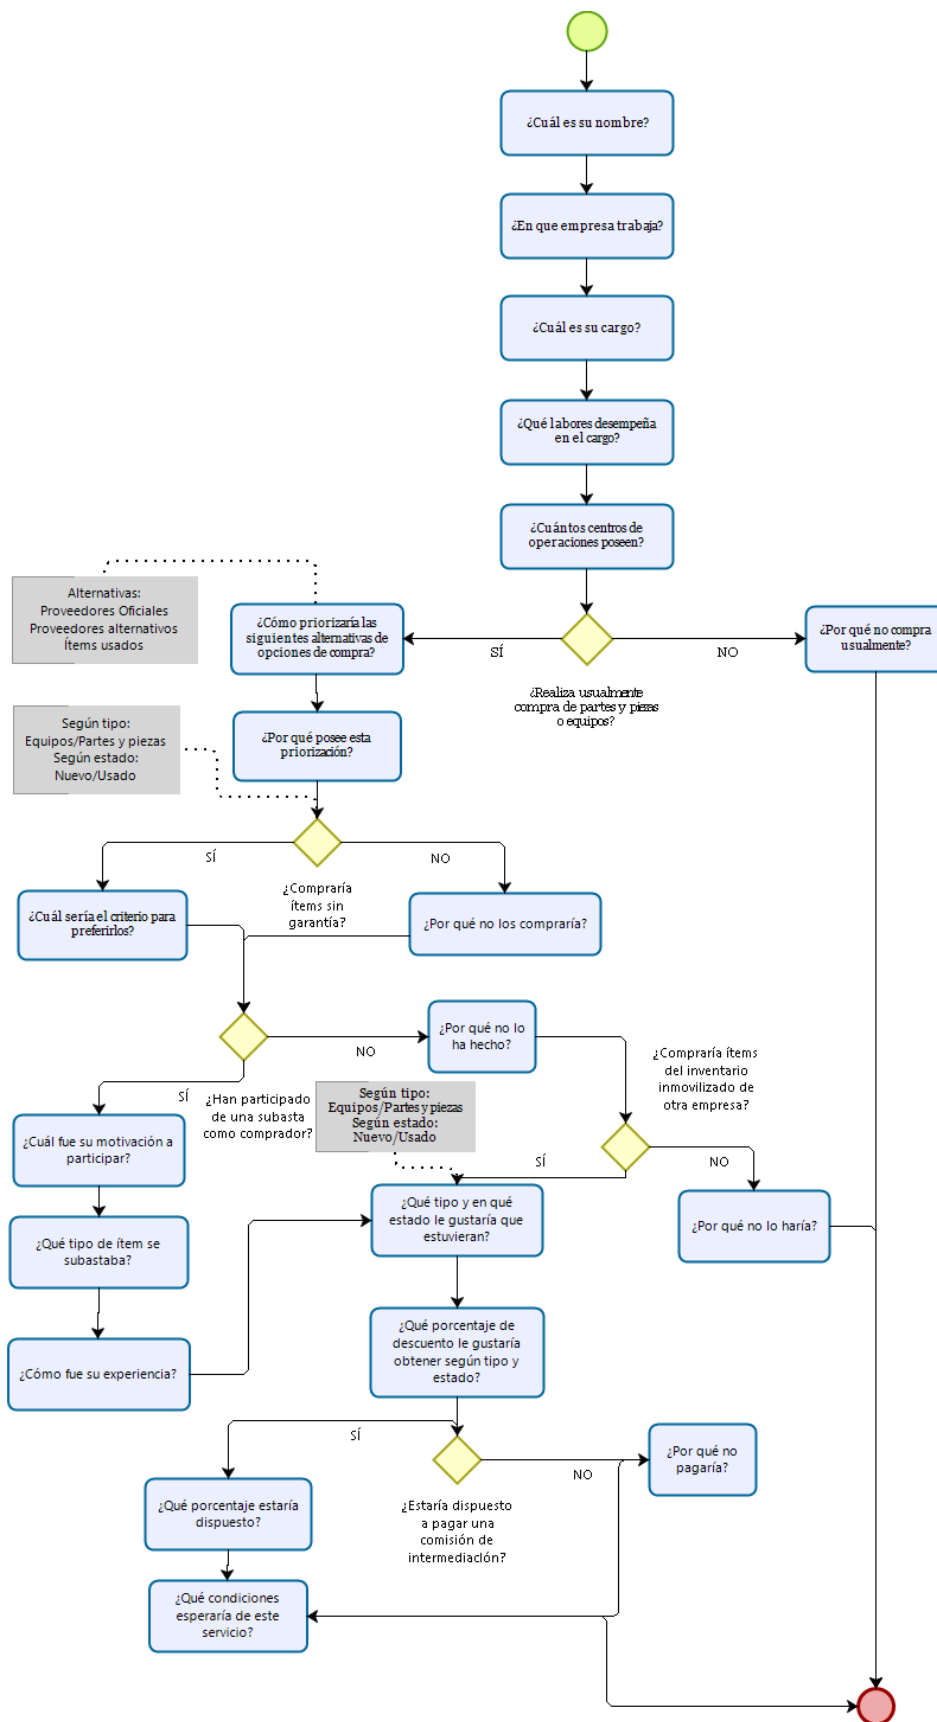 ¿Cuál es su nombre?
¿En que empresa trabaja?
¿Cuál es su cargo?
¿Qué labores desempeña
en el cargo?
¿Cuántos centros de
operaciones poseen?
Alternativas:
Proveedores Oficiales
Proveedores alternativos
Ítems usados
¿Cómo priorizaría las
siguientes alternativas de
opciones de compra?
SÍ
NO
¿Por qué no compra
usualmente?
¿Realiza usualmente
compra de partes y piezas
o equipos?
Según tipo:
Equipos/Partes y piezas
Según estado:
Nuevo/Usado
¿Por qué posee esta
priorización?
SÍ
NO
¿Compraría
ítems sin
garantía?
¿Cuál sería el criterio para
preferirlos?
¿Por qué no los compraría?
NO
¿Por qué no lo
ha hecho?
¿Compraría ítems
del inventario
inmovilizado de
otra empresa?
SÍ
¿Han participado
de una subasta
como comprador?
Según tipo:
Equipos/Partes y piezas
Según estado:
Nuevo/Usado
¿Cuál fue su motivación a
participar?
SÍ
NO
¿Qué tipo y en qué
estado le gustaría que
estuvieran?
¿Por qué no lo haría?
¿Qué tipo de ítem se
subastaba?
¿Qué porcentaje de
descuento le gustaría
obtener según tipo y
estado?
¿Cómo fue su experiencia?
SÍ
NO
¿Por qué no
pagaría?
¿Estaría dispuesto
a pagar una
comisión de
intermediación?
¿Qué porcentaje estaría
dispuesto?
¿Qué condiciones
esperaría de este
servicio?